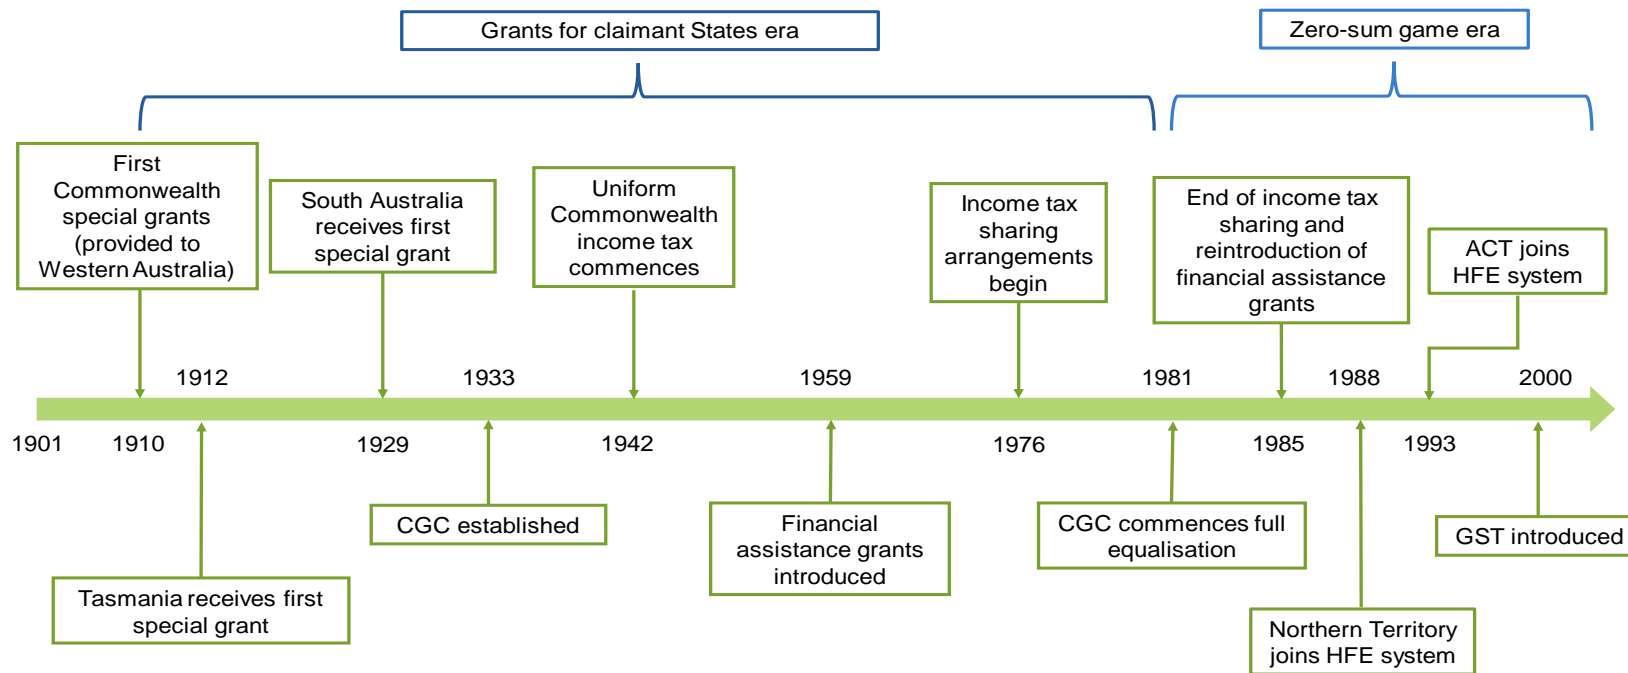 Grants for claimant States era
Zero-sum game era
First
Commonwealth
special grants
(provided to
Western Australia)
South Australia
receives first
special grant
Uniform
Commonwealth
income tax
commences
Income tax
sharing
arrangements
begin
End of income tax
sharing and
reintroduction of
financial assistance
grants
ACT joins
HFE system
1912
1933
1959
1981
1988
2000
1901
1910
1929
1942
1976
1985
1993
Tasmania receives first
special grant
CGC established
Financial
assistance grants
introduced
CGC commences full
equalisation
Northern Territory
joins HFE system
GST introduced